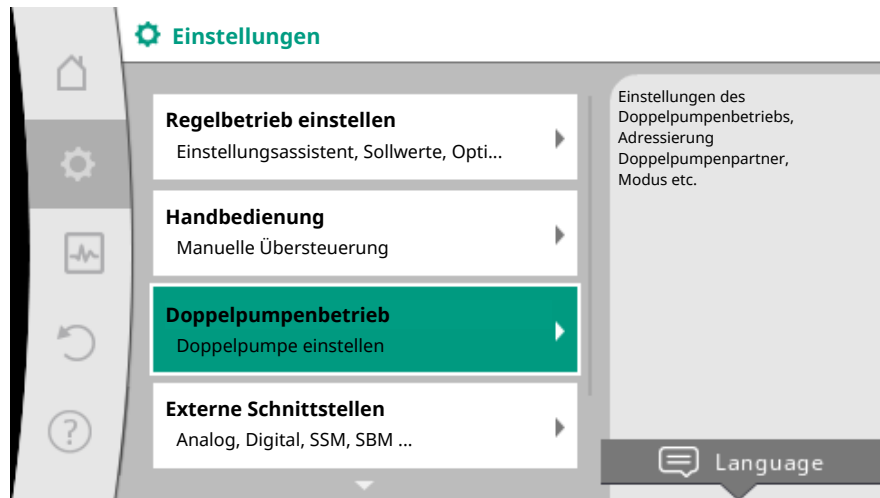 Einstellungen
Regelbetrieb einstellen
Einstellungsassistent, Sollwerte, Opti...
Handbedienung
Manuelle Übersteuerung
Doppelpumpenbetrieb
Doppelpumpe einstellen
Externe Schnittstellen
Analog, Digital, SSM, SBM ...
Einstellungen des
Doppelpumpenbetriebs,
Adressierung
Doppelpumpenpartner,
Modus etc.
Language